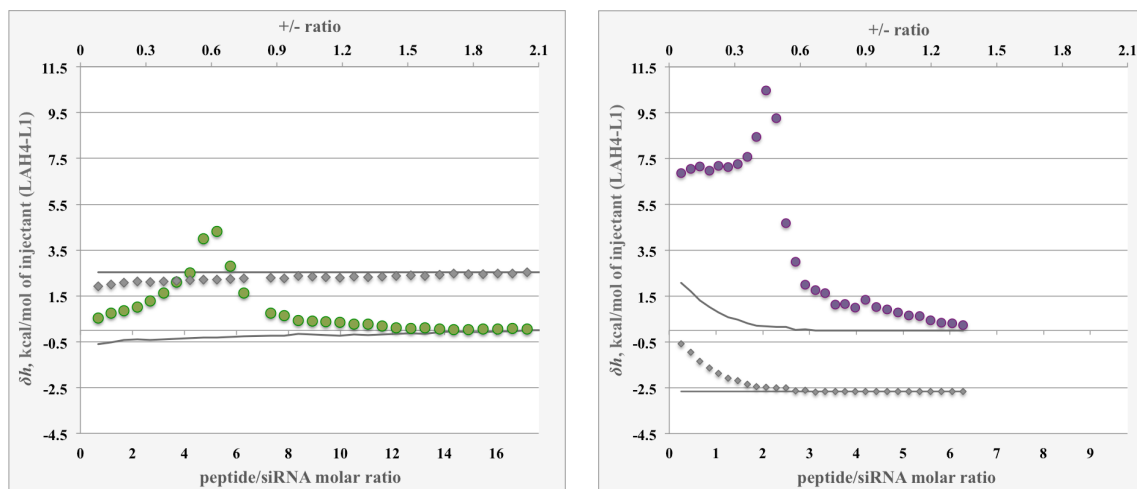 +/- ratio
0 0.3 0.6 0.9 1.2 1.5 1.8 2.1
11.5
9.5
7.5
5.5
3.5
1.5
-0.5
-2.5
-4.5
δh, kcal/mol of injectant (LAH4-L1)
0 2 4 6 8 10 12 14 16
peptide/siRNA molar ratio
+/- ratio
0 0.3 0.6 0.9 1.2 1.5 1.8 2.1
11.5
9.5
7.5
5.5
3.5
1.5
-0.5
-2.5
-4.5
δh, kcal/mol of injectant (LAH4-L1)
0 1 2 3 4 5 6 7 8 9
peptide/siRNA molar ratio